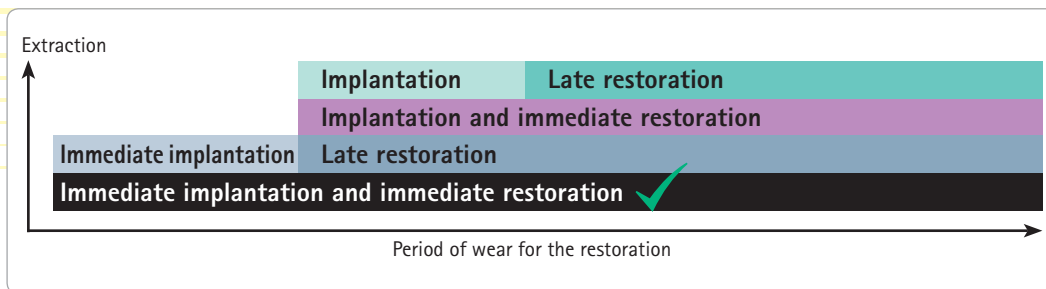 Extraction
Implantation Late restoration
Implantation and immediate restoration
Immediate implantation Late restoration
Immediate implantation and immediate restoration
Period of wear for the restoration